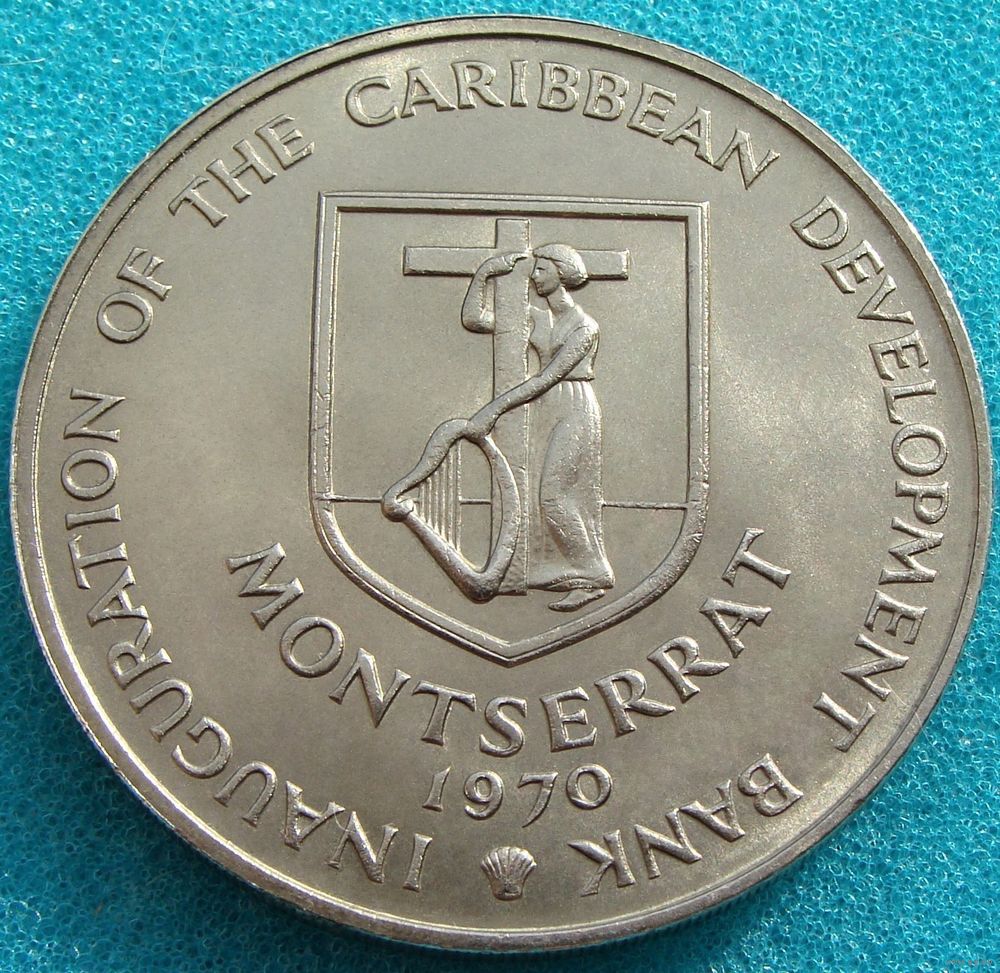 INAUGURATION OF THE CARIBBEAN DEVELOPMENT BANK
MONTSERRAT
1970